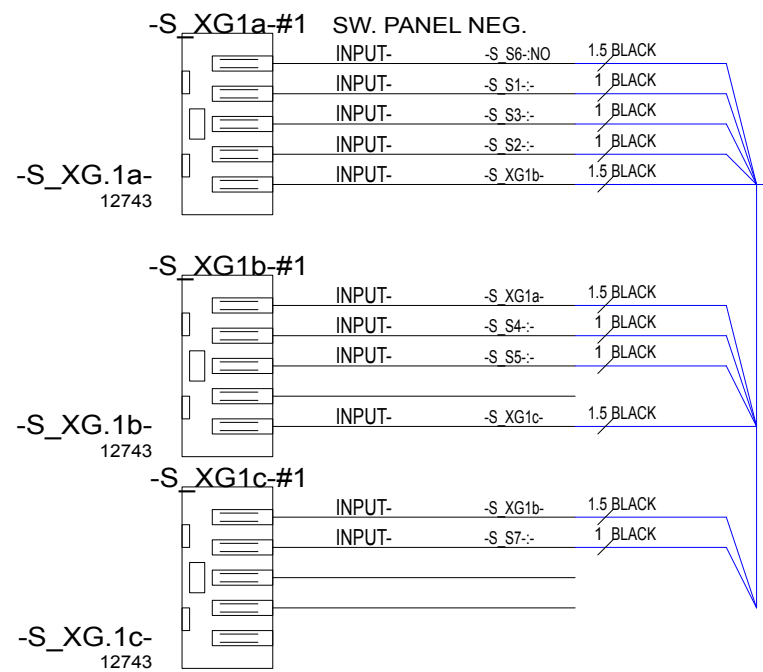 -S_XG1a-#1 SW. PANEL NEG.
INPUT- -S_S6-:NO 1.5 BLACK
INPUT- -S_S1-:- 1 BLACK
INPUT- -S_S3-:- 1 BLACK
INPUT- -S_S2-:- 1 BLACK
INPUT- -S_XG1b- 1.5 BLACK
-S_XG.1a-
12743
-S_XG1b-#1
INPUT- -S_XG1a- 1.5 BLACK
INPUT- -S_S4-:- 1 BLACK
INPUT- -S_S5-:- 1 BLACK
INPUT- -S_XG1c- 1.5 BLACK
-S_XG.1b-
12743
-S_XG1c-#1
INPUT- -S_XG1b- 1.5 BLACK
INPUT- -S_S7-:- 1 BLACK
-S_XG.1c-
12743